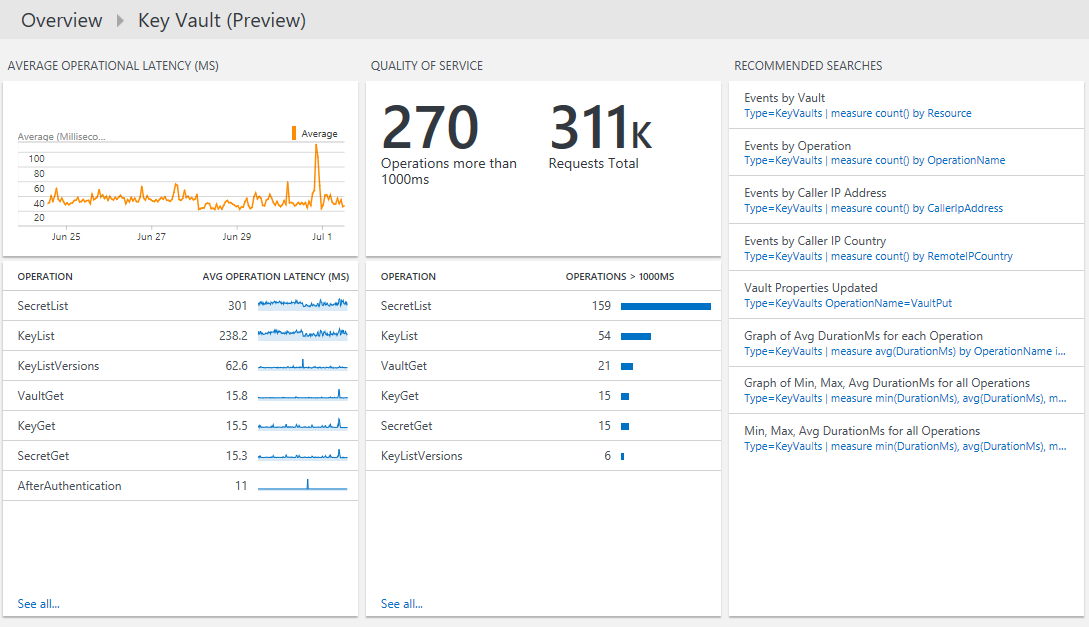 Overview Key Vault (Preview)
AVERAGE OPERATIONAL LATENCY (MS)
Average (Milliseco...
Average
100
80
60
40
20
Jun 25 Jun 27 Jun 29 Jul 1
OPERATION AVG OPERATION LATENCY (MS)
SecretList 301
KeyList 238.2
KeyListVersions 62.6
VaultGet 15.8
KeyGet 15.5
SecretGet 15.3
AfterAuthentication 11
See all...
QUALITY OF SERVICE
270
Operations more than
1000ms
311K
Requests Total
OPERATION OPERATIONS > 1000MS
SecretList 159
KeyList 54
VaultGet 21
KeyGet 15
SecretGet 15
KeyListVersions 6
See all...
RECOMMENDED SEARCHES
Events by Vault
Type=KeyVaults | measure count() by Resource
Events by Operation
Type=KeyVaults | measure count() by OperationName
Events by Caller IP Address
Type=KeyVaults | measure count() by CallerIpAddress
Events by Caller IP Country
Type=KeyVaults | measure count() by RemoteIPCountry
Vault Properties Updated
Type=KeyVaults OperationName=VaultPut
Graph of Avg DurationMs for each Operation
Type=KeyVaults | measure avg(DurationMs) by OperationName i...
Graph of Min, Max, Avg DurationMs for all Operations
Type=KeyVaults | measure min(DurationMs), avg(DurationMs), m...
Min, Max, Avg DurationMs for all Operations
Type=KeyVaults | measure min(DurationMs), avg(DurationMs), m...